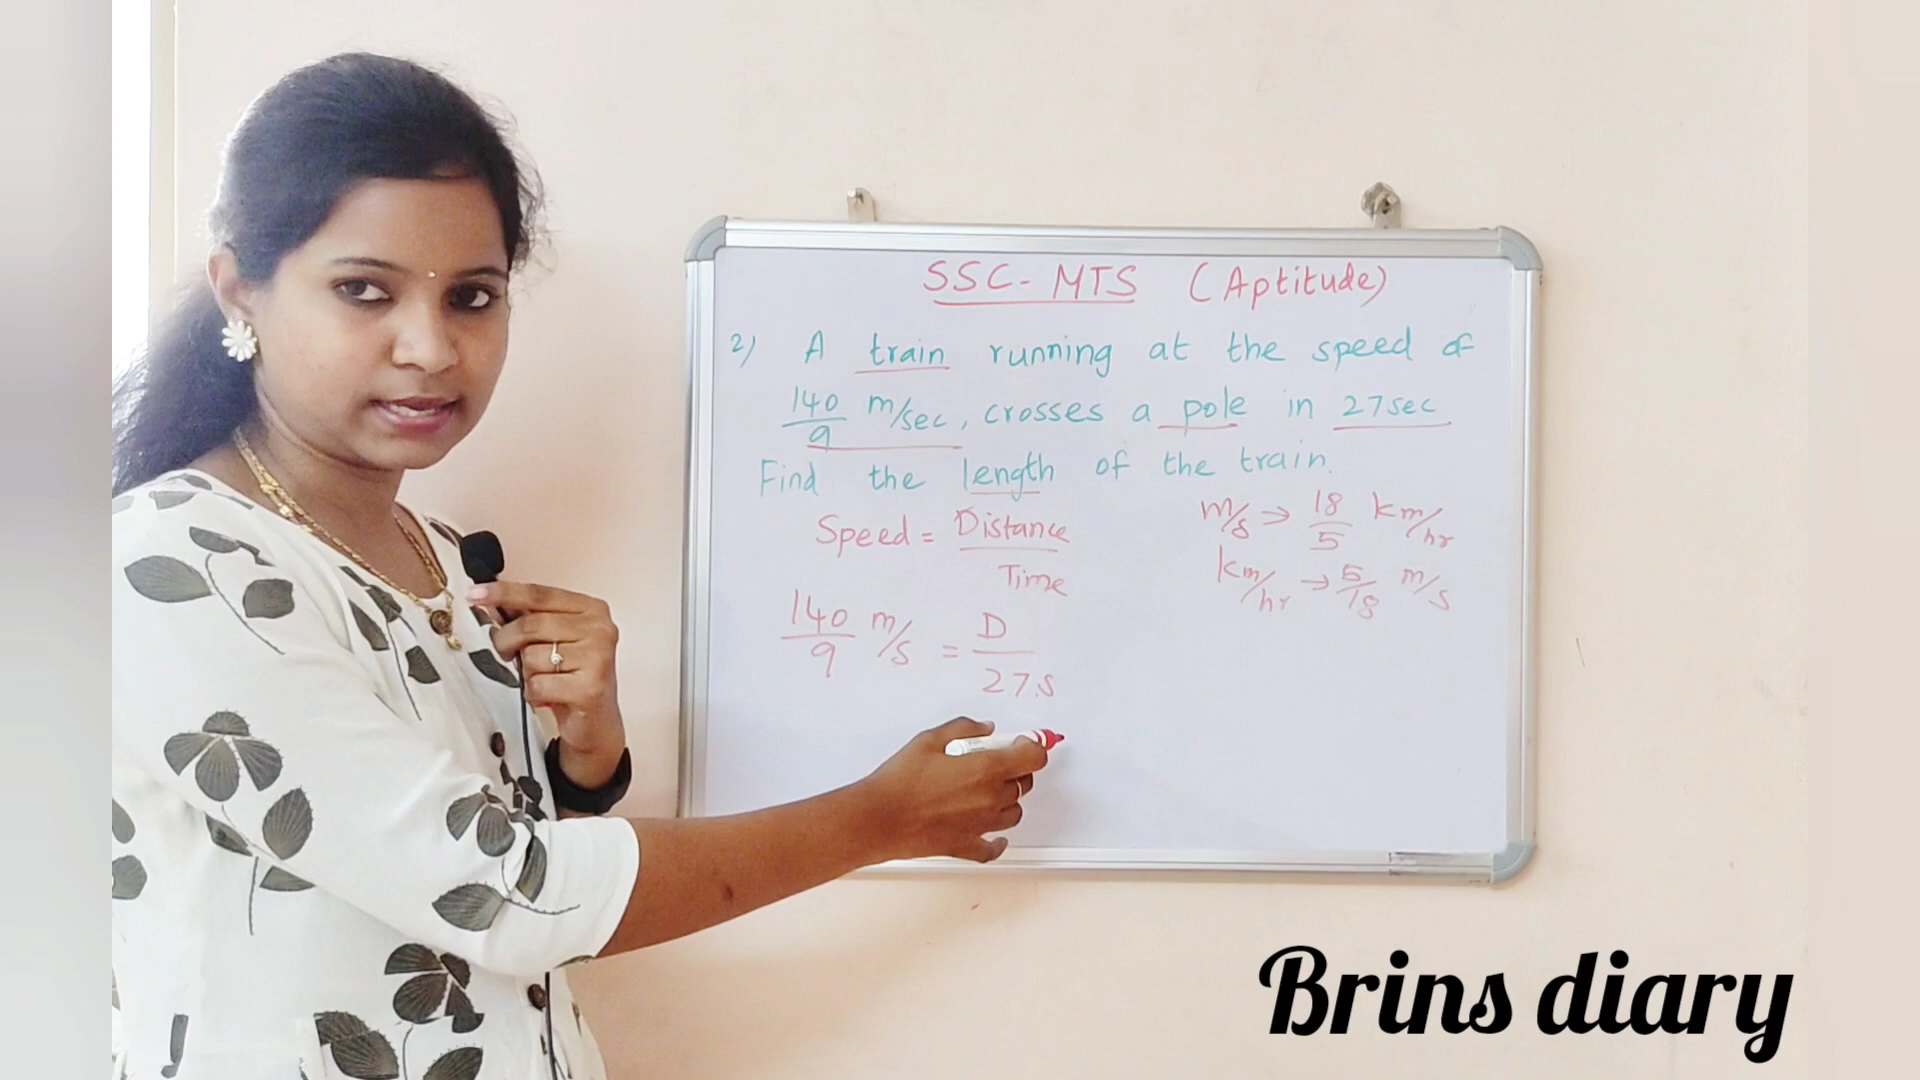 SSC - MTS (Aptitude)
2) A train running at the speed of
140/9 m/sec, crosses a pole in 27sec
Find the length of the train.
Speed = Distance/Time
m/s → 18/5 km/hr
km/hr → 5/18 m/s
140/9 m/s = D/27s
Brins diary